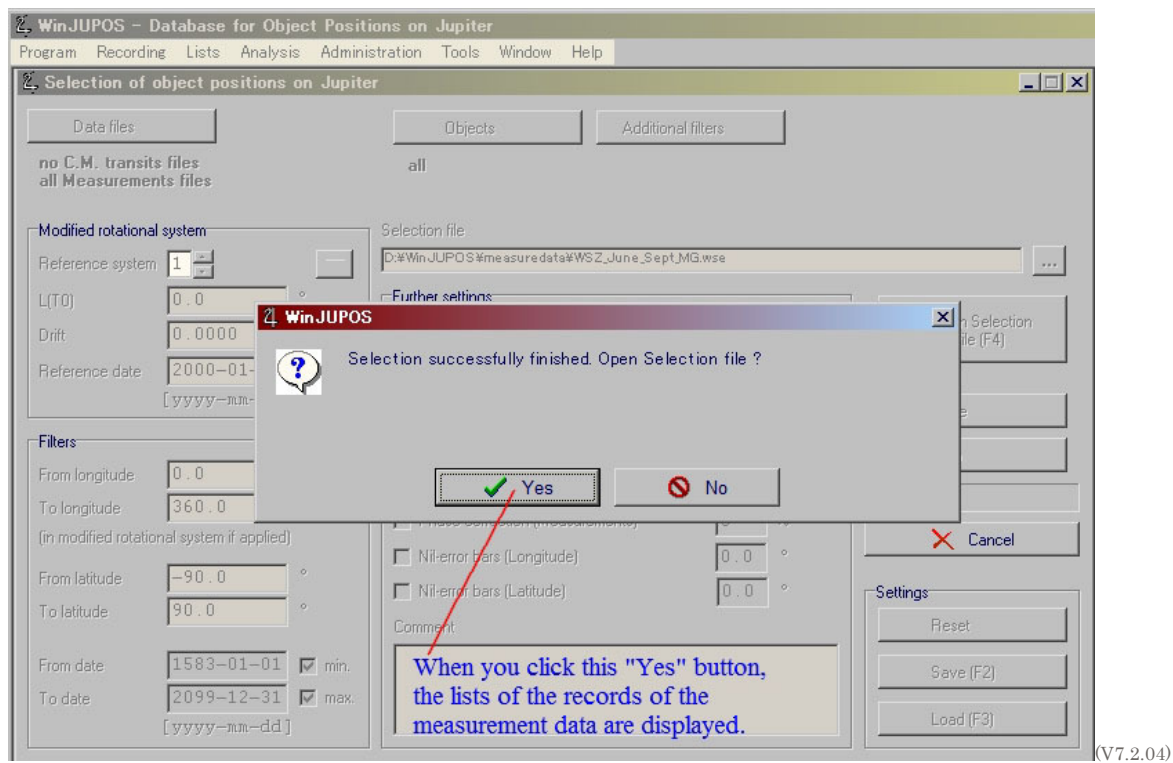 WinJUPOS - Database for Object Positions on Jupiter
Program Recording Lists Analysis Administration Tools Window Help
Selection of object positions on Jupiter
Data files Objects Additional filters
no C.M. transits files all
all Measurements files
Modified rotational system
Selection file
Reference system 1
D:¥WinJUPOS¥measuredata¥WSZ_June_Sept_MG.wse ...
L(T0) 0.0 °
Further settings
Drift 0.0000
Reference date 2000-01-
[yyyy-mm-
WinJUPOS
Selection successfully finished. Open Selection file ?
Yes No
n Selection
ile (F4)
Filters
From longitude 0.0
To longitude 360.0
(in modified rotational system if applied)
From latitude -90.0 °
To latitude 90.0 °
From date 1583-01-01 min.
To date 2099-12-31 max.
[yyyy-mm-dd]
Nil-error bars (Longitude) 0.0 °
Nil-error bars (Latitude) 0.0 °
Comment
When you click this "Yes" button,
the lists of the records of the
measurement data are displayed.
Cancel
Settings
Reset
Save (F2)
Load (F3)
(V7.2.04)